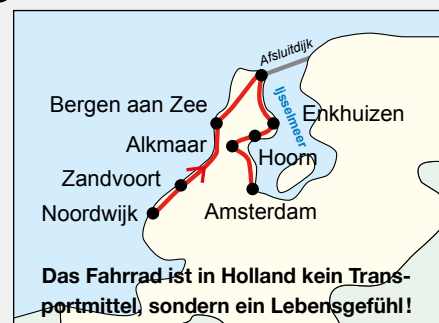 Afsluitdijk
Ijsselmeer
Bergen aan Zee
Enkhuizen
Alkmaar
Hoorn
Zandvoort
Noordwijk
Amsterdam
Das Fahrrad ist in Holland kein Trans-
portmittel, sondern ein Lebensgefühl!